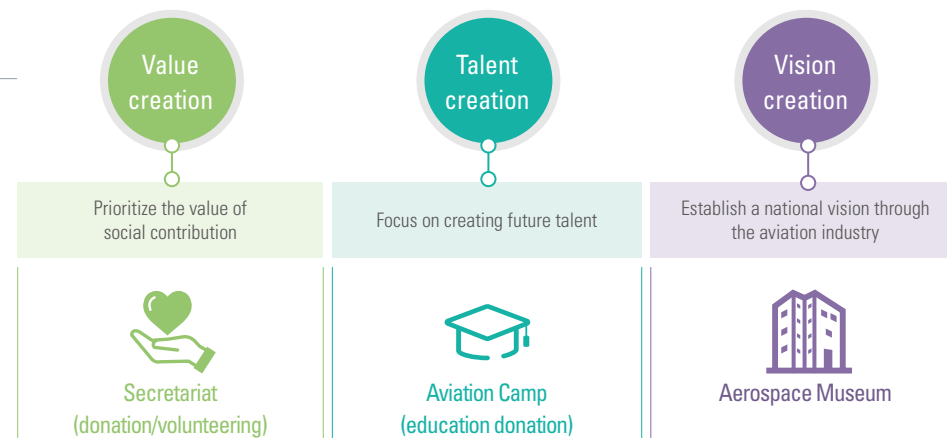 Value
creation
Talent
creation
Vision
creation
Prioritize the value of
social contribution
Focus on creating future talent
Establish a national vision through
the aviation industry
Secretariat
(donation/volunteering)
Aviation Camp
(education donation)
Aerospace Museum